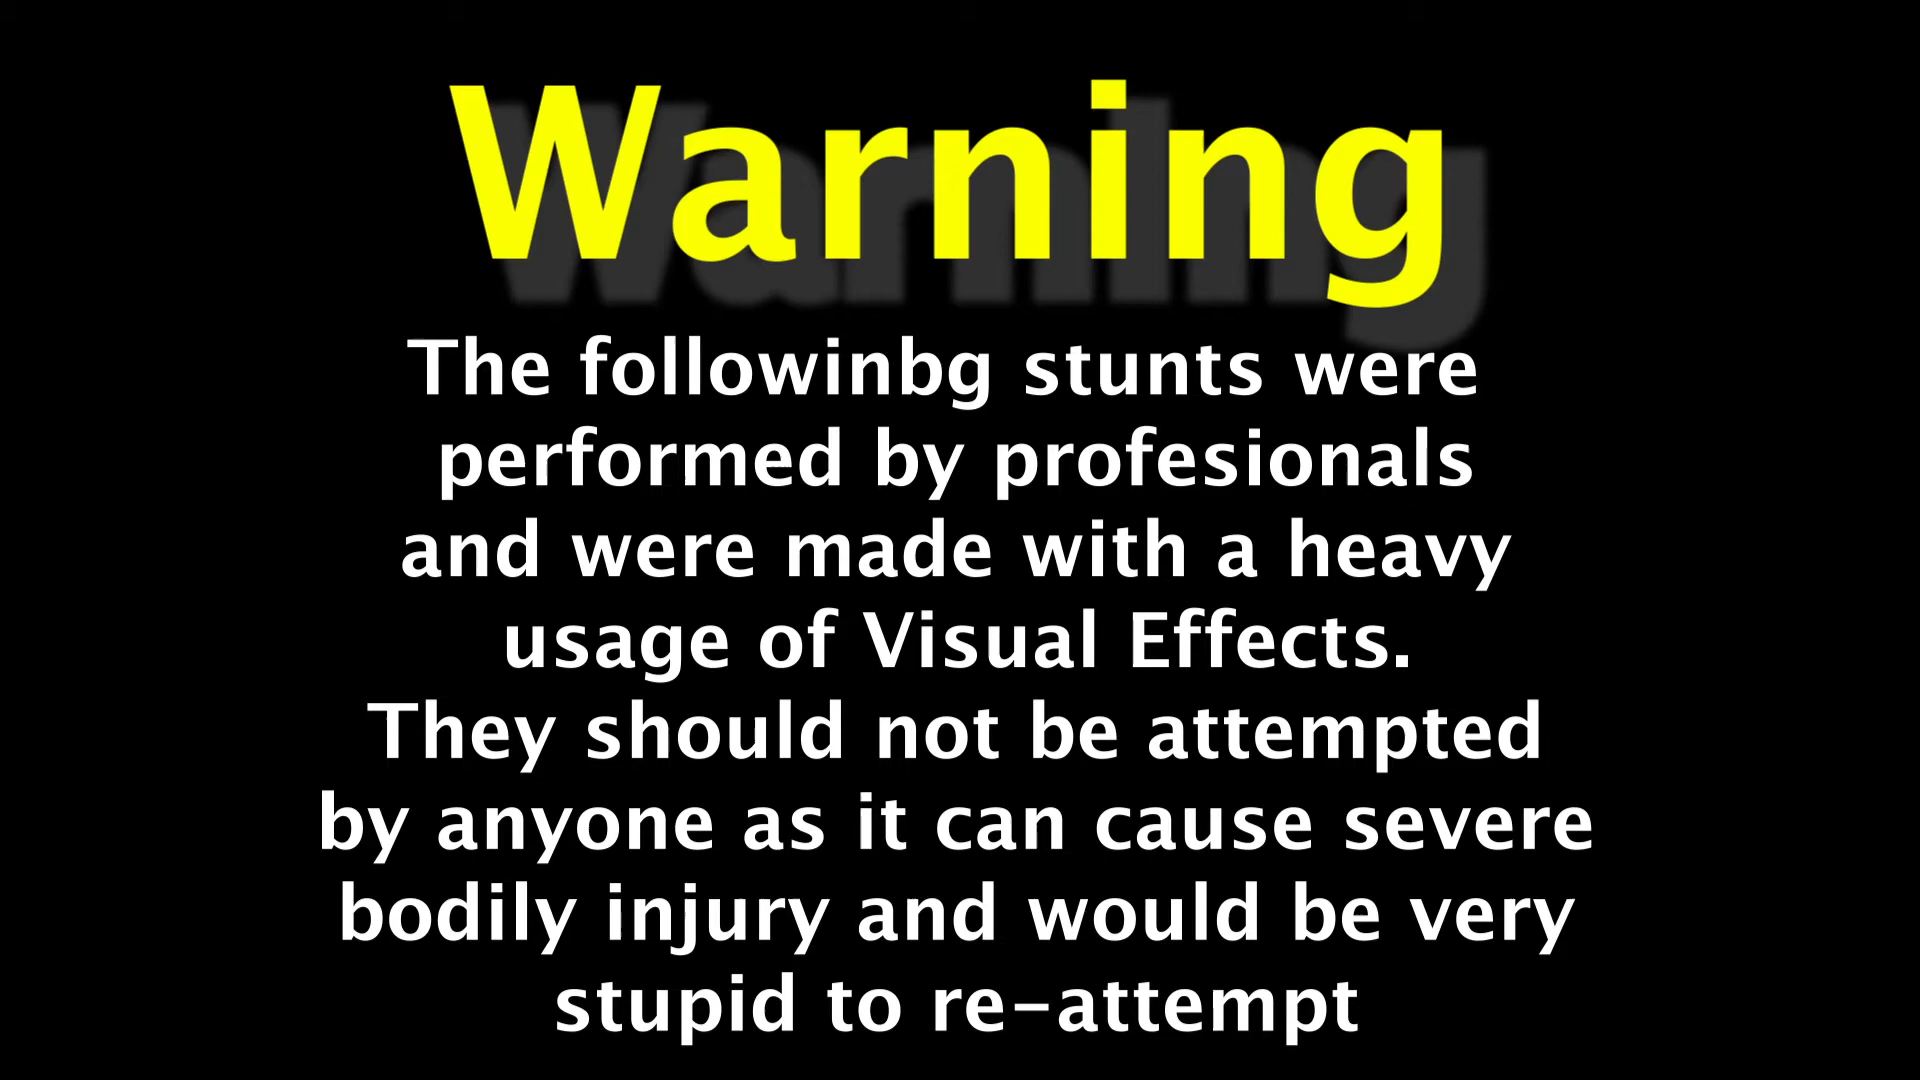 Warning
The followinbg stunts were
performed by profesionals
and were made with a heavy
usage of Visual Effects.
They should not be attempted
by anyone as it can cause severe
bodily injury and would be very
stupid to re-attempt